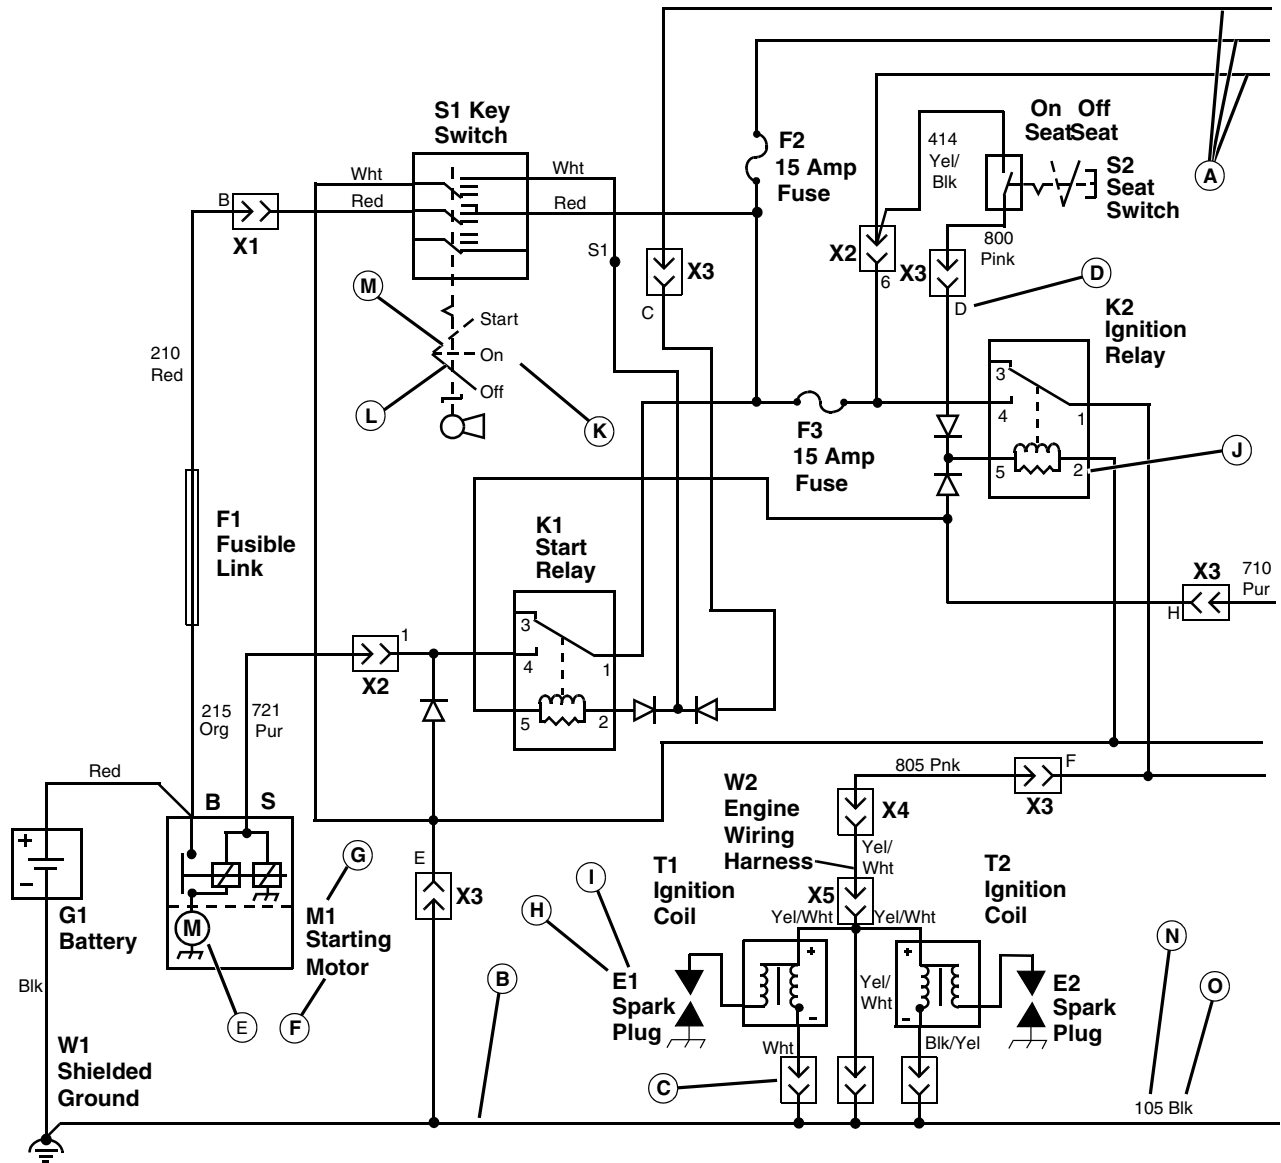 S1 Key
Switch
Wht
Wht
B
Red
Red
X1
F2
15 Amp
Fuse
414
Yel/
Blk
On Off
Seat Seat
S2
Seat
Switch
A
S1
X3
C
X2
6
X3
800
Pink
D
D
M
Start
On
Off
L
K
210
Red
K2
Ignition
Relay
3
4
1
5
2
J
F3
15 Amp
Fuse
F1
Fusible
Link
K1
Start
Relay
3
4
1
5
2
X3
H
710
Pur
X2
1
215
Org
721
Pur
Red
B
S
+
-
G1
Battery
Blk
M
M1
Starting
Motor
G
E
F
E
X3
W2
Engine
Wiring
Harness
805 Pnk
X3
F
X4
Yel/
Wht
X5
Yel/Wht
Yel/Wht
T1
Ignition
Coil
T2
Ignition
Coil
I
H
E1
Spark
Plug
+
-
Yel/
Wht
+
-
E2
Spark
Plug
Wht
Blk/Yel
B
C
N
O
105 Blk
W1
Shielded
Ground